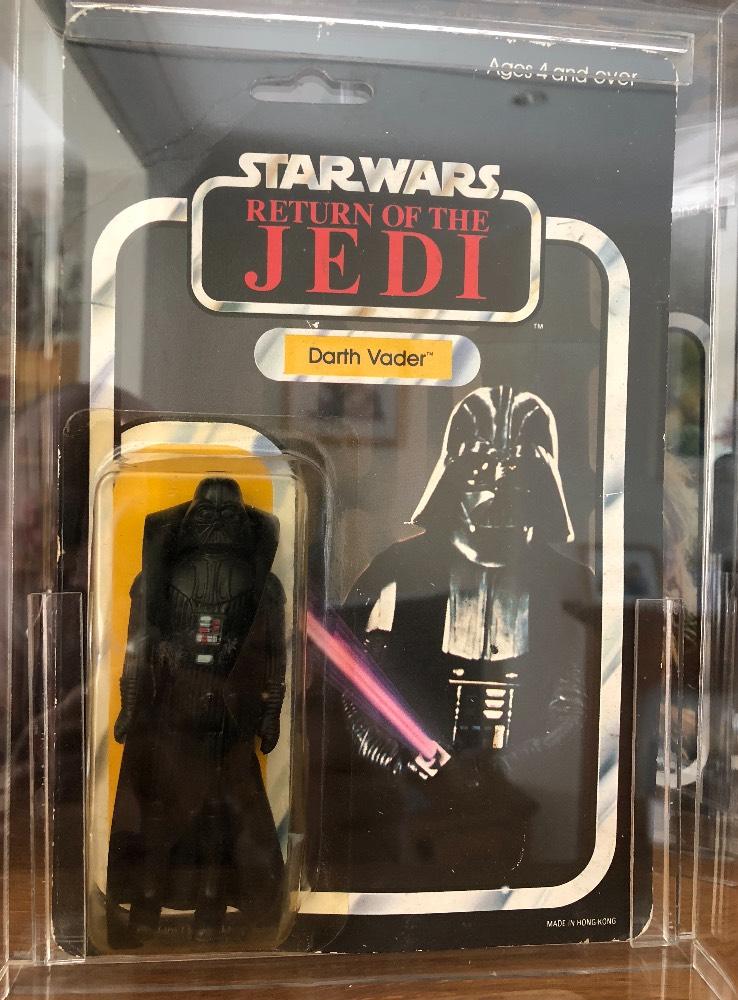 Ages 4 and over
STAR WARS
RETURN OF THE
JEDI
TM
Darth Vader™
MADE IN HONG KONG